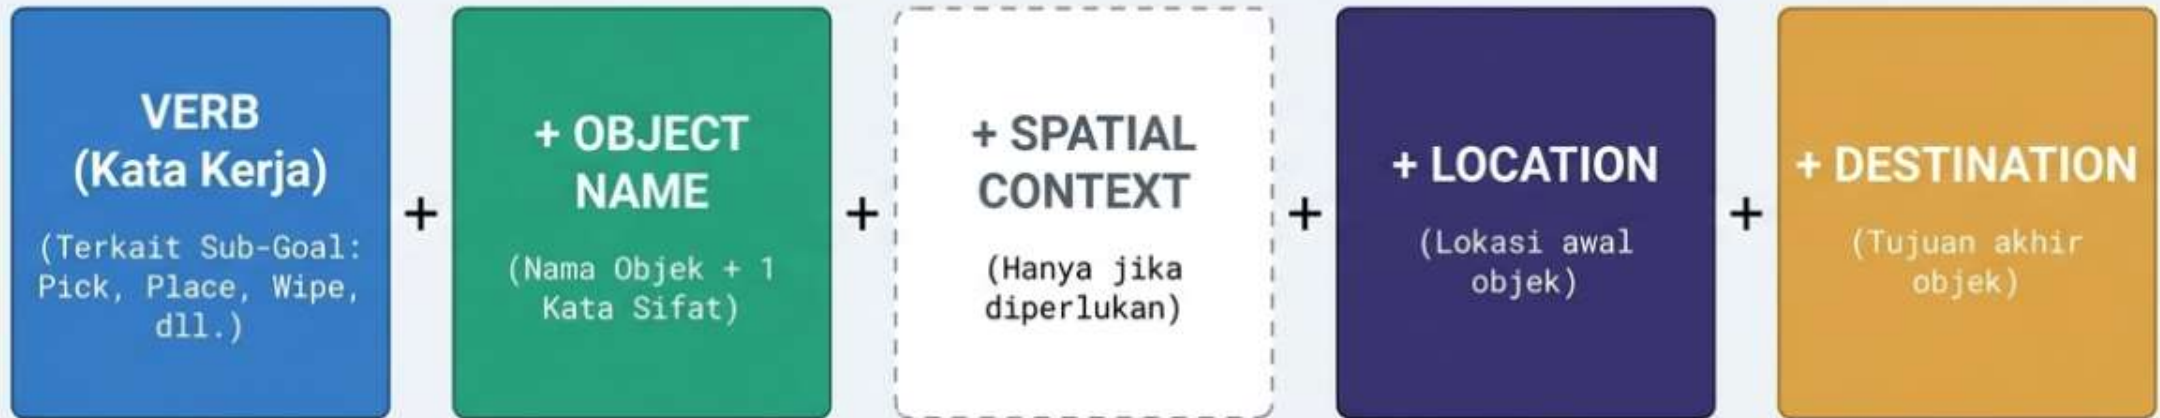 VERB
(Kata Kerja)
(Terkait Sub-Goal:
Pick, Place, Wipe,
dll.)
+
+ OBJECT
NAME
(Nama Objek + 1
Kata Sifat)
+
+ SPATIAL
CONTEXT
(Hanya jika
diperlukan)
+
+ LOCATION
(Lokasi awal
objek)
+
+ DESTINATION
(Tujuan akhir
objek)